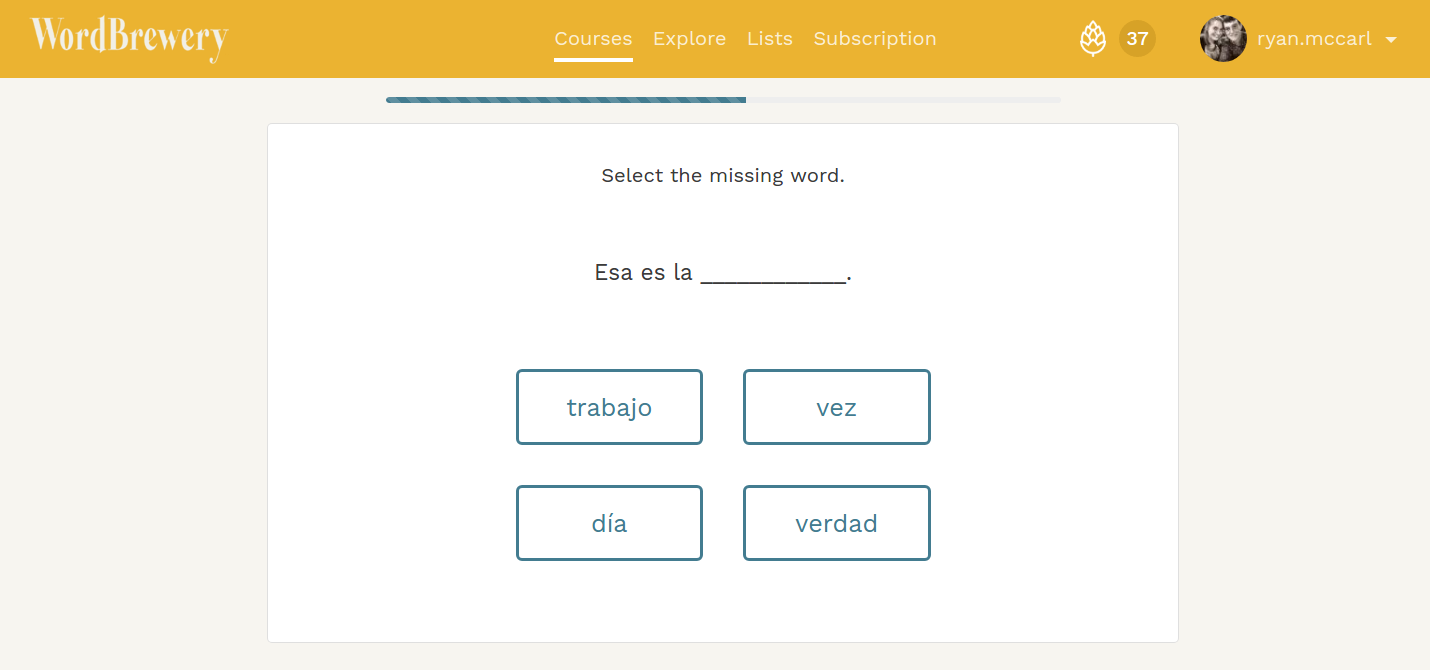 WordBrewery
Courses Explore Lists Subscription 37 ryan.mccarl
Select the missing word.
Esa es la ____________.
trabajo vez
día verdad